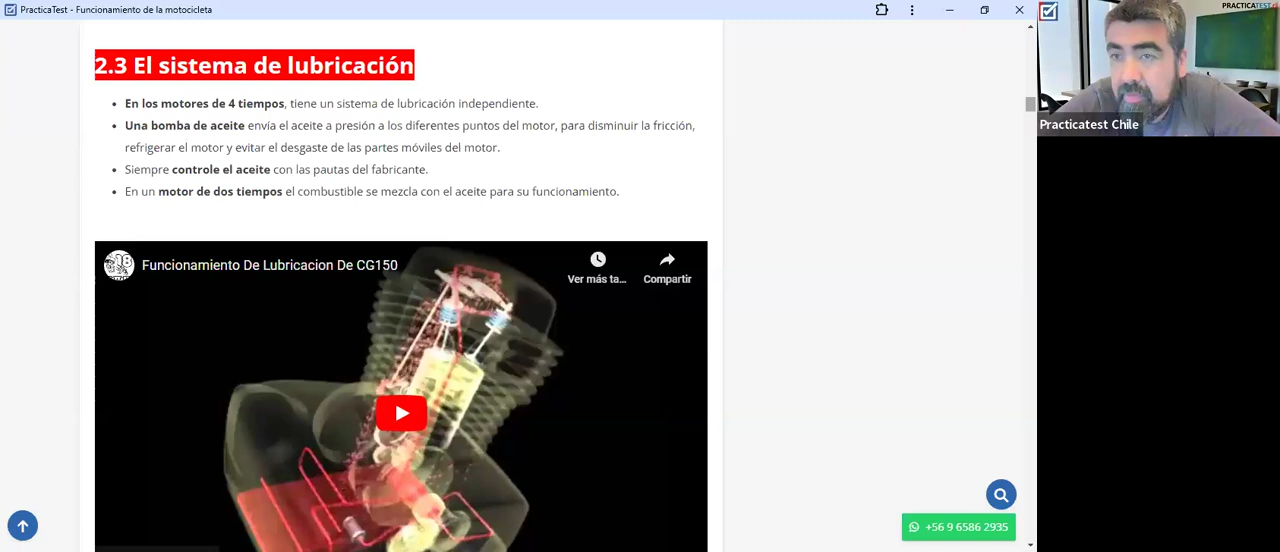 PracticaTest - Funcionamiento de la motocicleta
PRACTICATEST
2.3 El sistema de lubricación
En los motores de 4 tiempos, tiene un sistema de lubricación independiente.
Una bomba de aceite envía el aceite a presión a los diferentes puntos del motor, para disminuir la fricción,
refrigerar el motor y evitar el desgaste de las partes móviles del motor.
Siempre controle el aceite con las pautas del fabricante.
En un motor de dos tiempos el combustible se mezcla con el aceite para su funcionamiento.
Practicatest Chile
Funcionamiento De Lubricacion De CG150
Ver más ta...
Compartir
+56 9 6586 2935